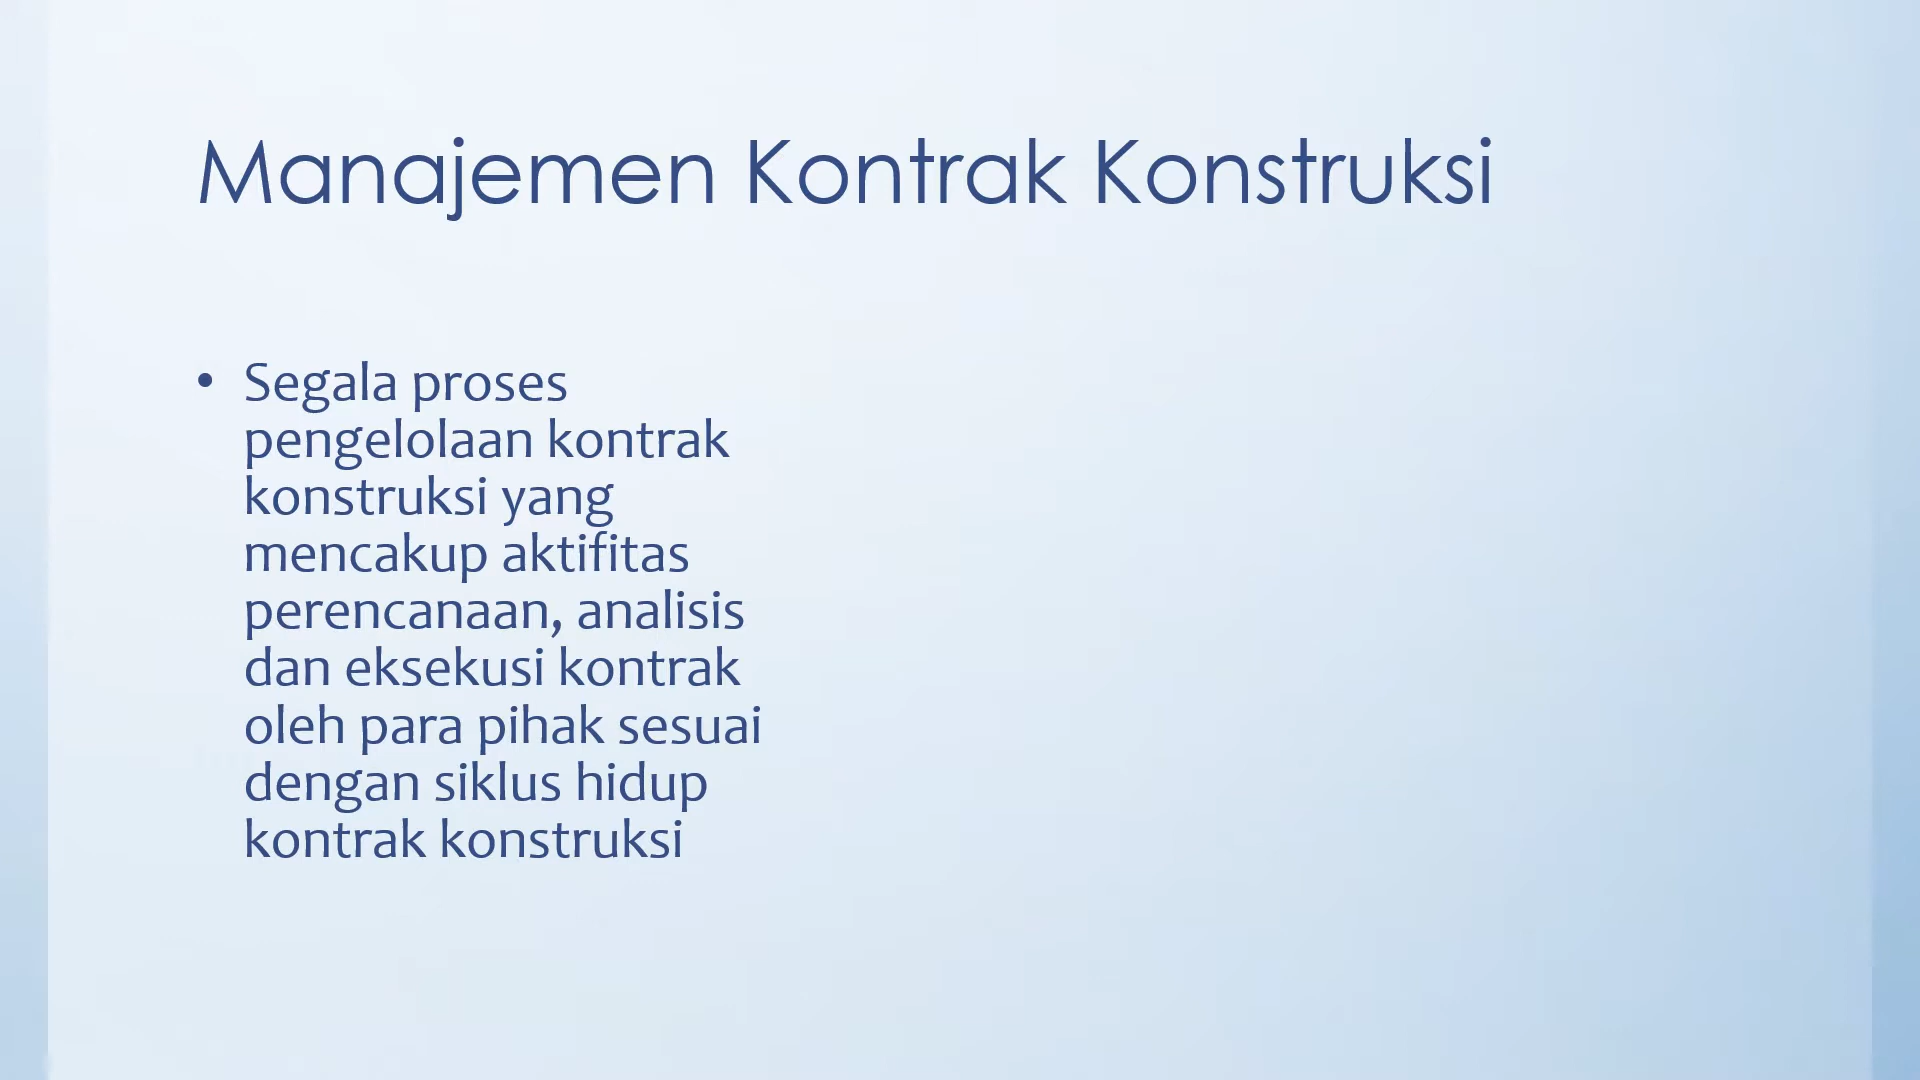 Manajemen Kontrak Konstruksi
• Segala proses
pengelolaan kontrak
konstruksi yang
mencakup aktifitas
perencanaan, analisis
dan eksekusi kontrak
oleh para pihak sesuai
dengan siklus hidup
kontrak konstruksi